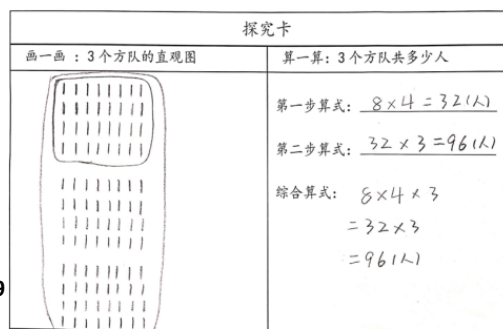 探究卡
画一画：3个方队的直观图
算一算：3个方队共多少人
第一步算式：8×4=32(人)
第二步算式：32×3=96(人)
综合算式：8×4×3
=32×3
=96(人)
9